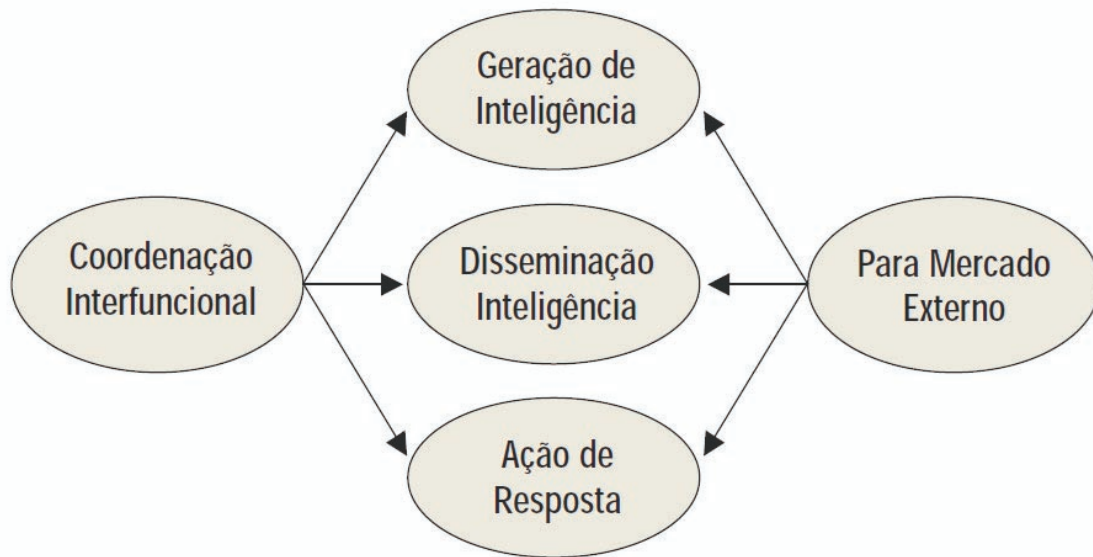 Geração de
Inteligência
Coordenação
Interfuncional
Disseminação
Inteligência
Para Mercado
Externo
Ação de
Resposta